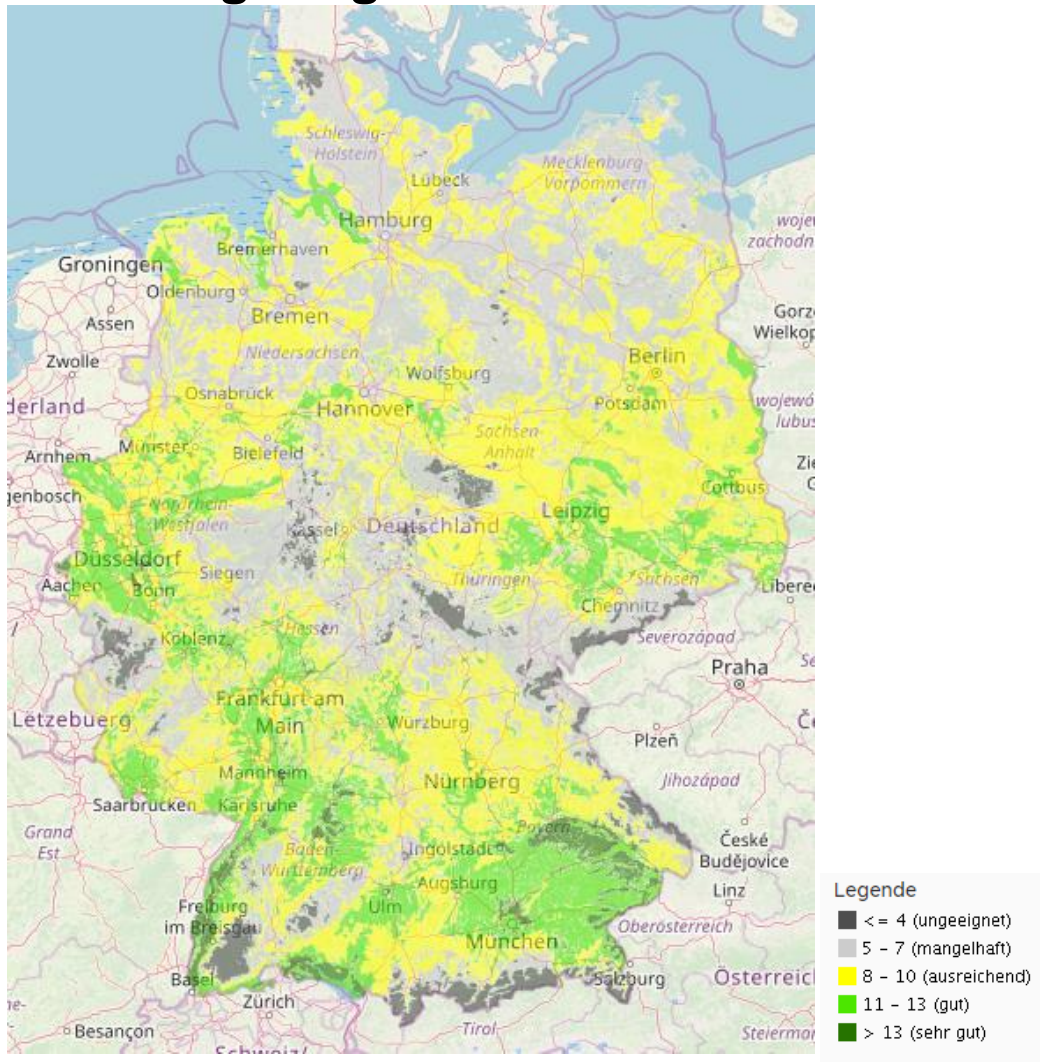 Schleswig-
Holstein
Mecklenburg-
Vorpommern
Lübeck
Hamburg
zachodn
Bremerhaven
Groningen
Oldenburg
Assen
Bremen
Gorz
Wielkop
Zwolle
Niedersachsen
Berlin
Wolfsburg
Osnabrück
Potsdam
derland
Hannover
wojewó
lubus
Sachsen-
Anhalt
Münster
Bielefeld
Arnhem
Zie
Cottbus
genbosch
Nordrhein-
Westfalen
Leipzig
Kassel
Deutschland
Düsseldorf
Siegen
Thüringen
Sachsen
Aachen
Bonn
Chemnitz
Libere
Hessen
Koblenz
Severozápad
Praha
Frankfurt am
Main
Lëtzebuerg
Würzburg
Plzeň
Mannheim
Nürnberg
Jihozápad
Saarbrücken
Karlsruhe
Grand
Est
Bayern
České
Budějovice
Baden-
Württemberg
Ingolstadt
Augsburg
Linz
Freiburg
im Breisgau
Ulm
Oberösterreich
München
Basel
Salzburg
Österreic
Zürich
Besançon
Tirol
Steiermar
Schweiz/
Legende
<= 4 (ungeeignet)
5 – 7 (mangelhaft)
8 – 10 (ausreichend)
11 – 13 (gut)
> 13 (sehr gut)